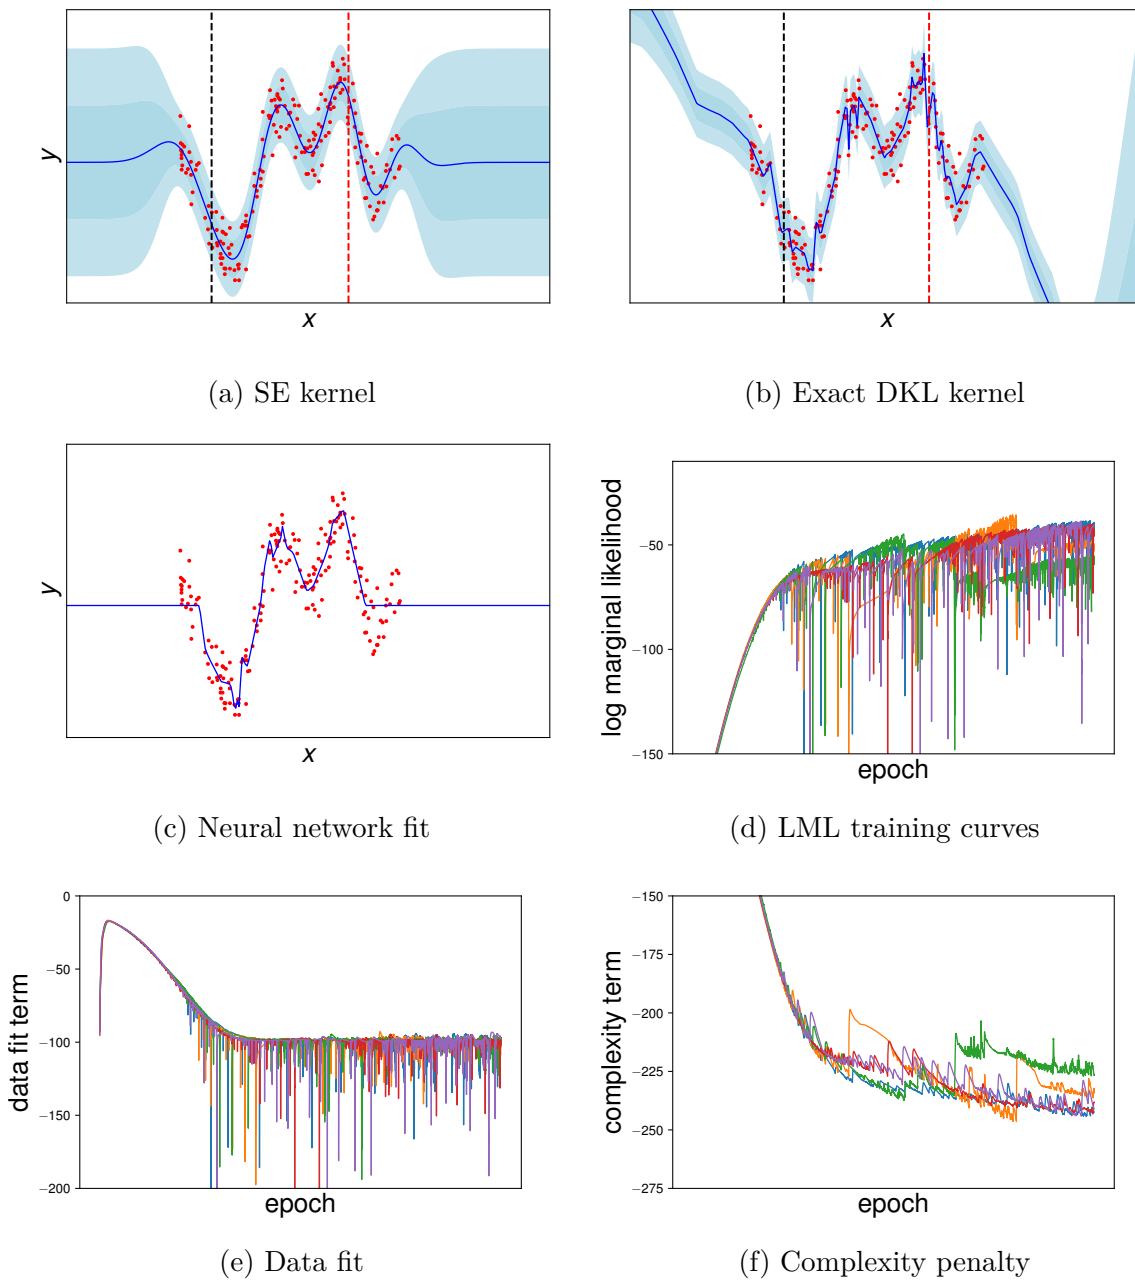 y
x
x
(a) SE kernel
(b) Exact DKL kernel
y
x
(c) Neural network fit
log marginal likelihood
−50
−100
−150
epoch
(d) LML training curves
data fit term
0
−50
−100
−150
−200
epoch
(e) Data fit
complexity term
−150
−175
−200
−225
−250
−275
epoch
(f) Complexity penalty